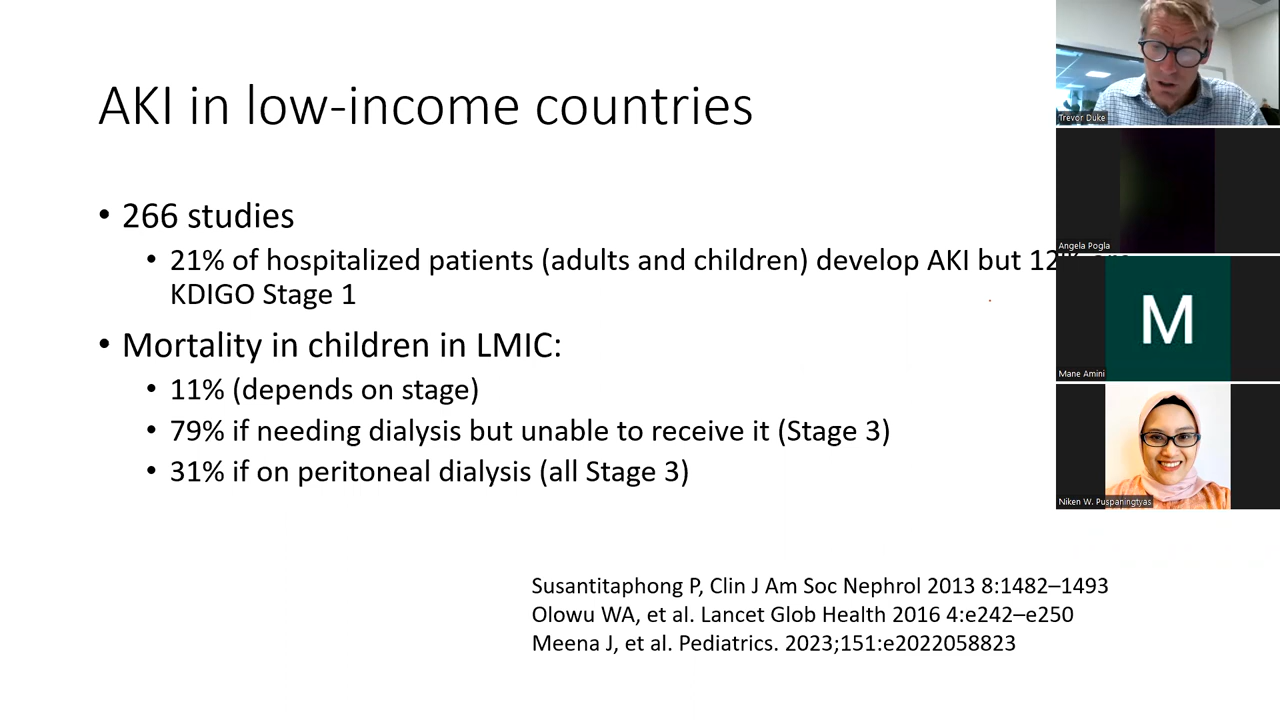 AKI in low-income countries
• 266 studies
• 21% of hospitalized patients (adults and children) develop AKI but 12% are
KDIGO Stage 1
• Mortality in children in LMIC:
• 11% (depends on stage)
• 79% if needing dialysis but unable to receive it (Stage 3)
• 31% if on peritoneal dialysis (all Stage 3)
Susantitaphong P, Clin J Am Soc Nephrol 2013 8:1482–1493
Olowu WA, et al. Lancet Glob Health 2016 4:e242–e250
Meena J, et al. Pediatrics. 2023;151:e2022058823
Trevor Duke
Angela Pogla
M
Mane Amini
Niken W. Puspaningtyas